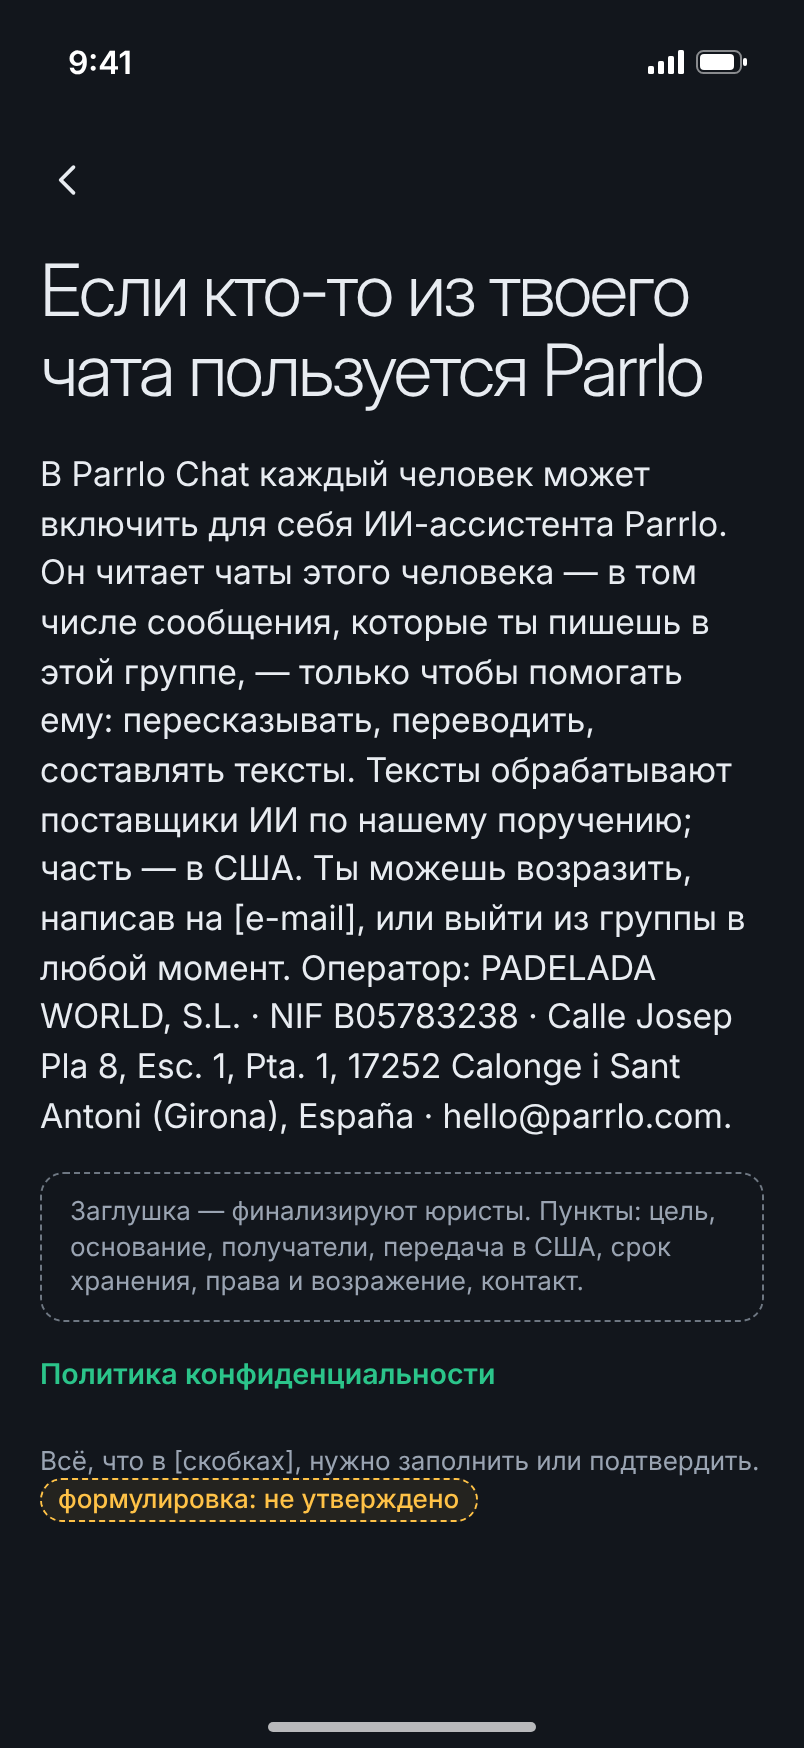 9:41
Если кто-то из твоего
чата пользуется Parrlo
В Parrlo Chat каждый человек может
включить для себя ИИ-ассистента Parrlo.
Он читает чаты этого человека — в том
числе сообщения, которые ты пишешь в
этой группе, — только чтобы помогать
ему: пересказывать, переводить,
составлять тексты. Тексты обрабатывают
поставщики ИИ по нашему поручению;
часть — в США. Ты можешь возразить,
написав на [e-mail], или выйти из группы в
любой момент. Оператор: PADELADA
WORLD, S.L. · NIF B05783238 · Calle Josep
Pla 8, Esc. 1, Pta. 1, 17252 Calonge i Sant
Antoni (Girona), España · hello@parrlo.com.
Заглушка — финализируют юристы. Пункты: цель,
основание, получатели, передача в США, срок
хранения, права и возражение, контакт.
Политика конфиденциальности
Всё, что в [скобках], нужно заполнить или подтвердить.
формулировка: не утверждено